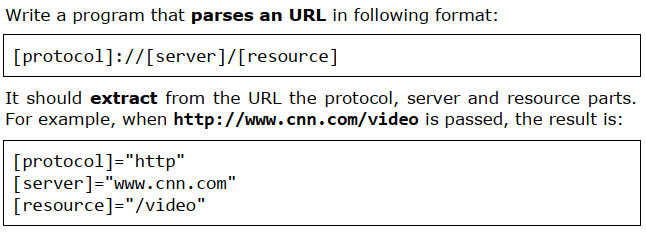 Write a program that parses an URL in following format:
[protocol]://[server]/[resource]
It should extract from the URL the protocol, server and resource parts.
For example, when http://www.cnn.com/video is passed, the result is:
[protocol]="http"
[server]="www.cnn.com"
[resource]="/video"